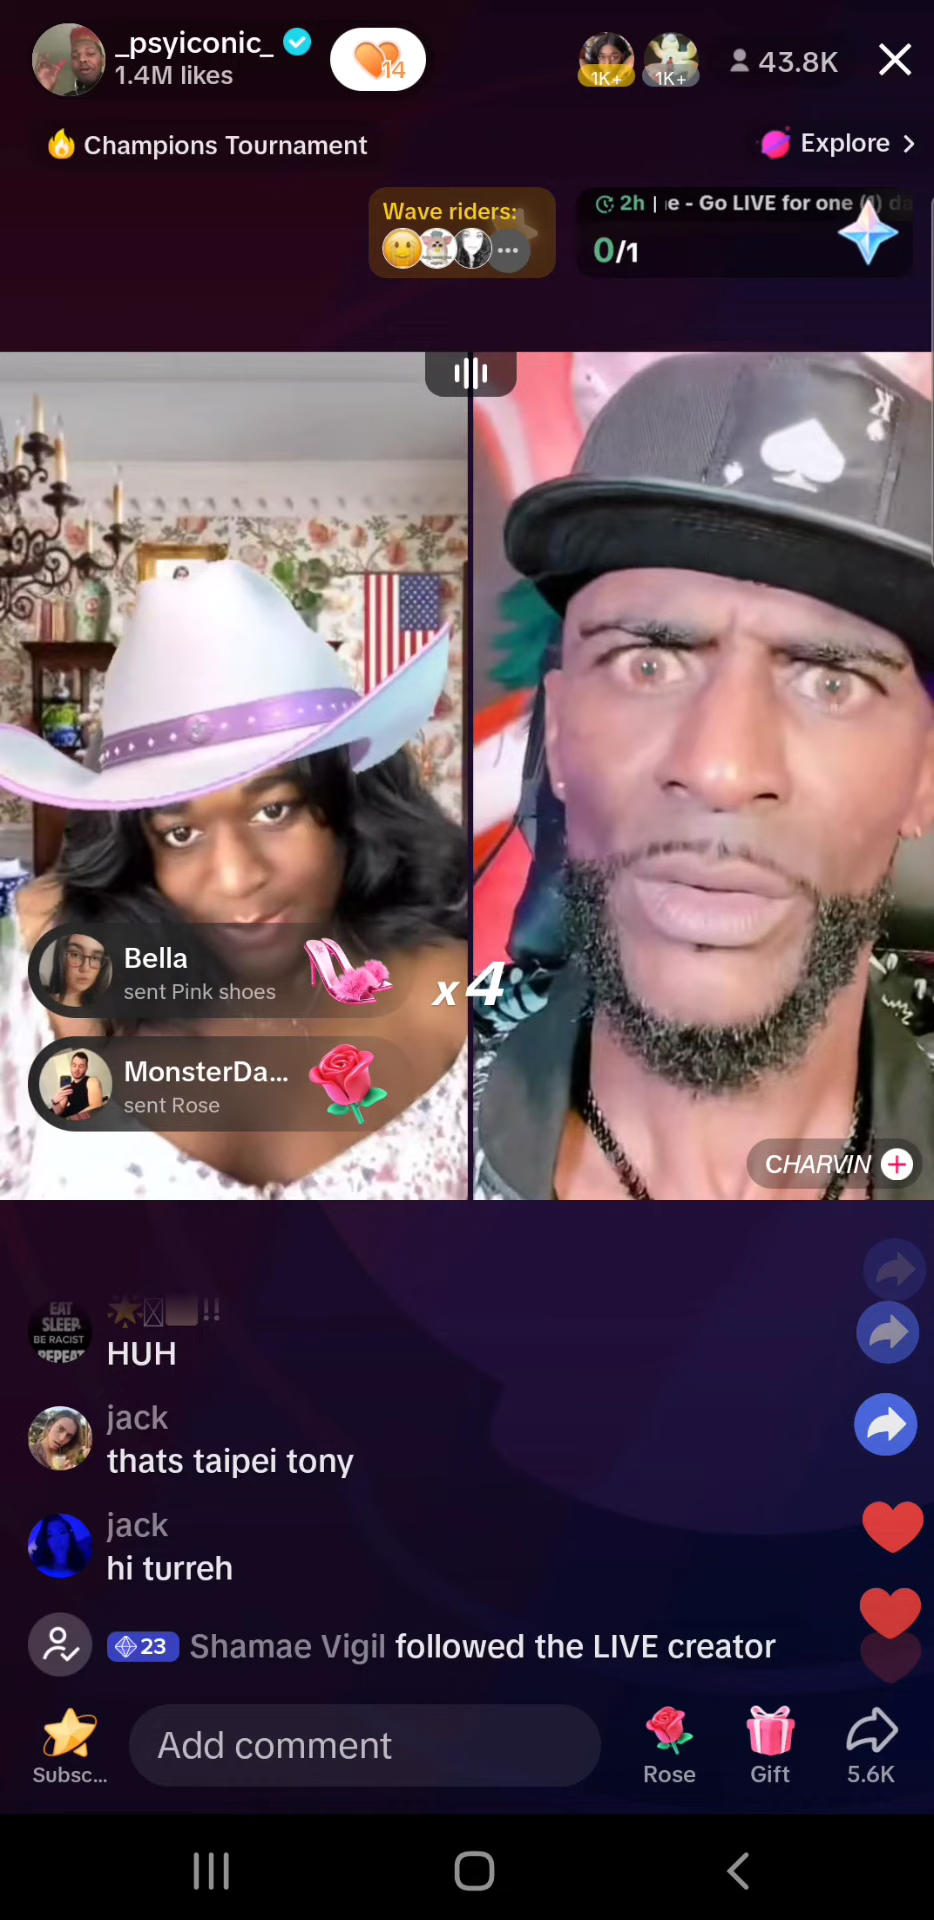 _psyiconic_
1.4M likes
14
1K+
1K+
43.8K
Champions Tournament
Explore
Wave riders:
2h | e - Go LIVE for one (1) da
0/1
K
Bella
sent Pink shoes
x4
MonsterDa...
sent Rose
CHARVIN
EAT
SLEEP
BE RACIST
REPEAT
!!
HUH
jack
thats taipei tony
jack
hi turreh
23 Shamae Vigil followed the LIVE creator
Subsc...
Add comment
Rose
Gift
5.6K